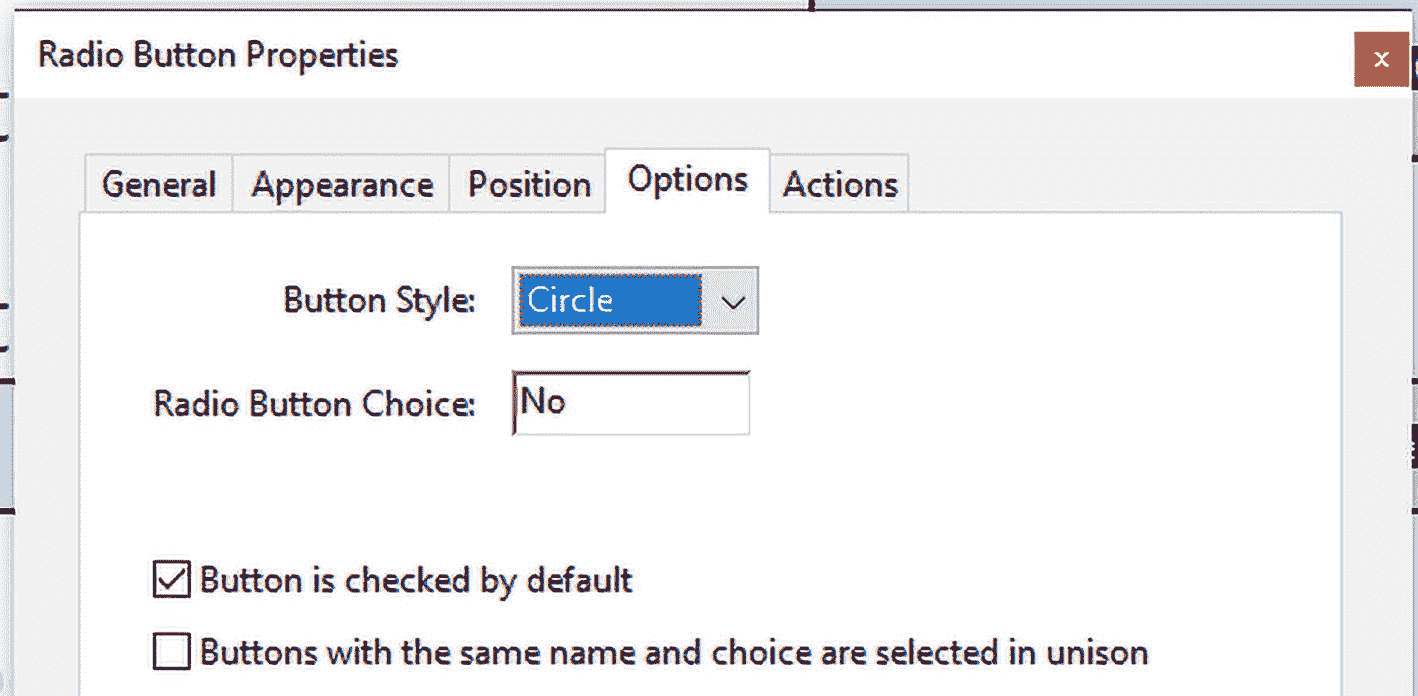 Radio Button Properties
x
General Appearance Position Options Actions
Button Style: Circle
Radio Button Choice: No
Button is checked by default
Buttons with the same name and choice are selected in unison